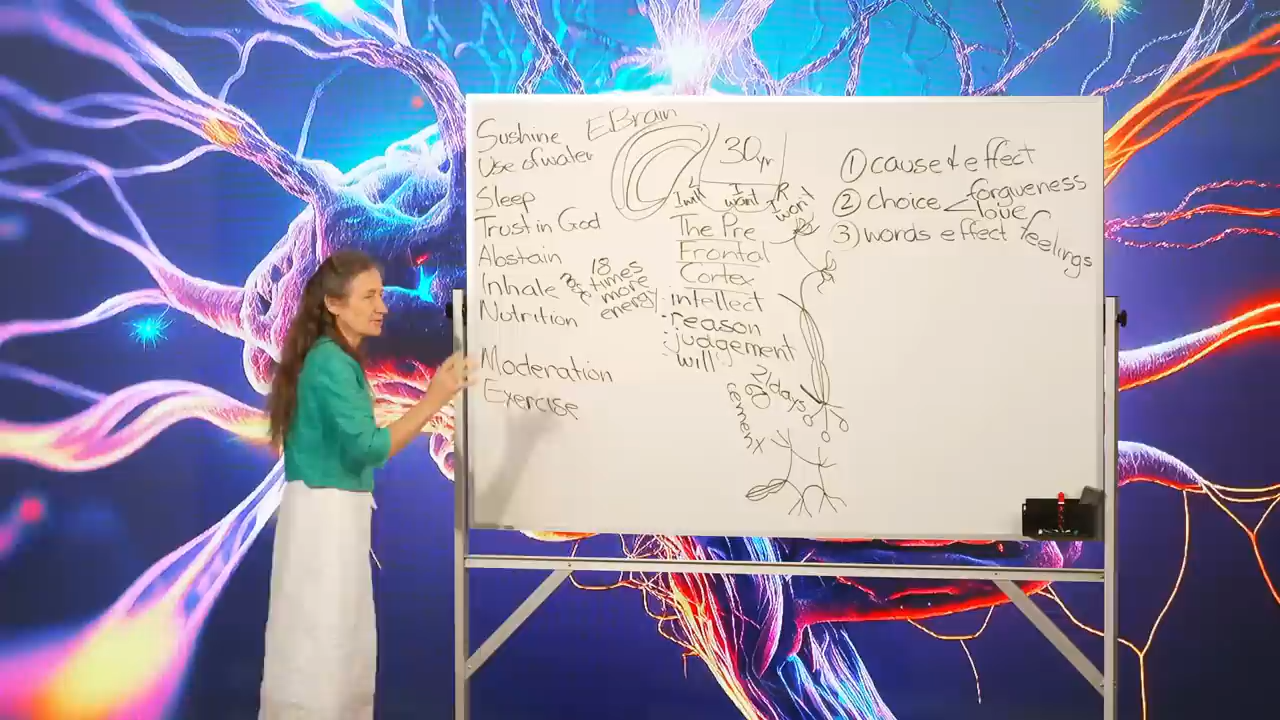 Sushine
Use of water
Sleep
Trust in God
Abstain
Inhale
Nutrition
Moderation
Exercise
EBrain
30yr
I will
I want
I won't
The Pre
Frontal
Cortex
18
times
more
energy
intellect
reason
judgement
will
21 days
① cause & effect
② choice < forgueness
love
③ words effect feelings